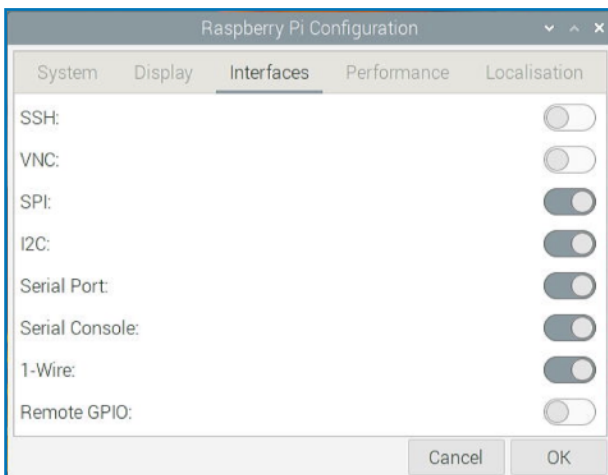 Raspberry Pi Configuration
System Display Interfaces Performance Localisation
SSH:
VNC:
SPI:
I2C:
Serial Port:
Serial Console:
1-Wire:
Remote GPIO:
Cancel OK